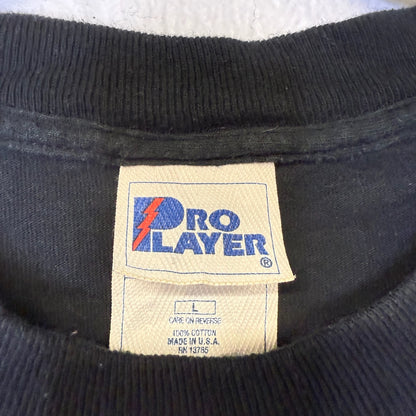 PRO
PLAYER®
L
CARE ON REVERSE
100% COTTON
MADE IN U.S.A.
RN 13765